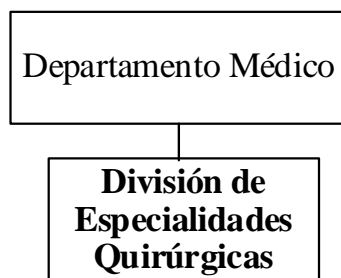 Departamento Médico
División de
Especialidades
Quirúrgicas